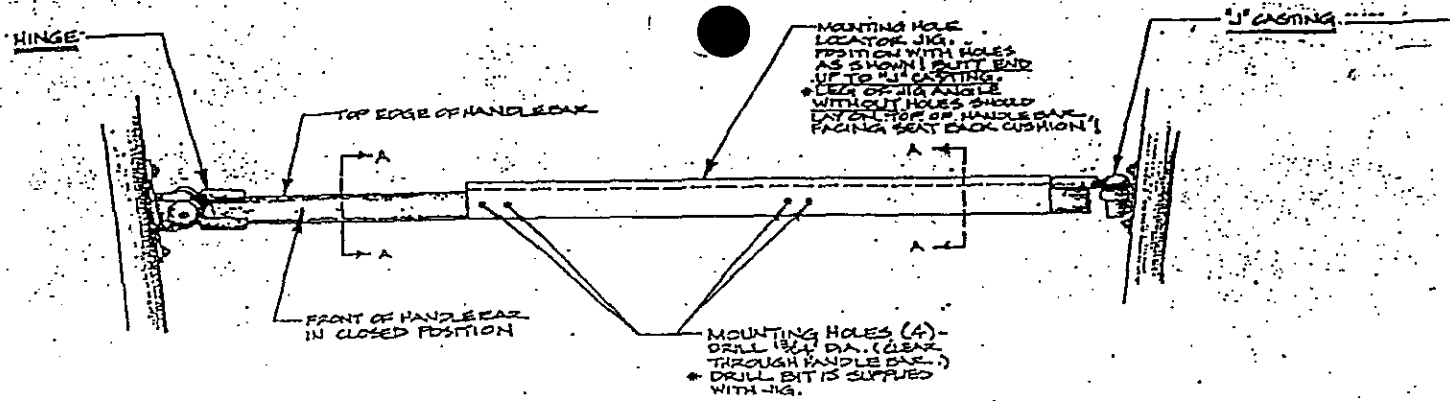 HINGE
TOP EDGE OF HANDLEBAR
MOUNTING HOLE
LOCATOR JIG.
POSITION WITH HOLES
AS SHOWN! BUTT END
UP TO "J" CASTING.
* LEG OF JIG ANGLE
WITHOUT HOLES SHOULD
LAY ON TOP OF HANDLE BAR,
FACING SEAT BACK CUSHION!
"J" CASTING
A
A
A
A
FRONT OF HANDLEBAR
IN CLOSED POSITION
MOUNTING HOLES (4)-
DRILL 13/64" DIA. (CLEAR
THROUGH HANDLE BAR.)
* DRILL BIT IS SUPPLIED
WITH JIG.